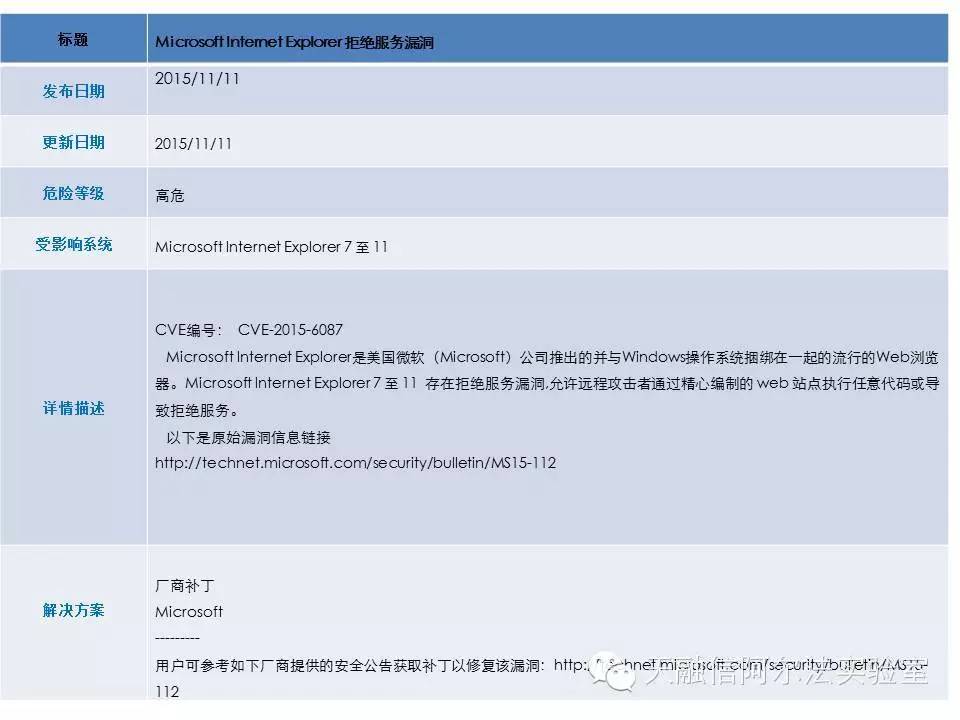 标题
Microsoft Internet Explorer 拒绝服务漏洞
发布日期
2015/11/11
更新日期
2015/11/11
危险等级
高危
受影响系统
Microsoft Internet Explorer 7 至 11
详情描述
CVE编号： CVE-2015-6087
Microsoft Internet Explorer是美国微软（Microsoft）公司推出的并与Windows操作系统捆绑在一起的流行的Web浏览
器。Microsoft Internet Explorer 7 至 11 存在拒绝服务漏洞,允许远程攻击者通过精心编制的 web 站点执行任意代码或导
致拒绝服务。
以下是原始漏洞信息链接
http://technet.microsoft.com/security/bulletin/MS15-112
解决方案
厂商补丁
Microsoft
---------
用户可参考如下厂商提供的安全公告获取补丁以修复该漏洞：http://technet.microsoft.com/security/bulletin/MS15-
112
天融信阿尔法实验室